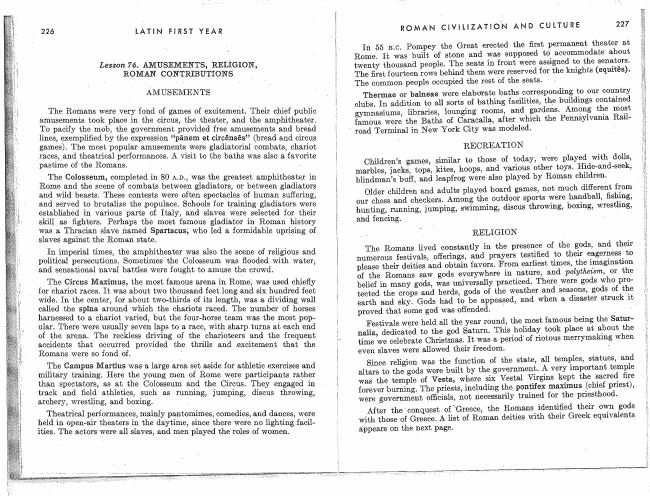 226
LATIN FIRST YEAR
Lesson 76. AMUSEMENTS, RELIGION,
ROMAN CONTRIBUTIONS
AMUSEMENTS
The Romans were very fond of games of excitement. Their chief public
amusements took place in the circus, the theater, and the amphitheater.
To pacify the mob, the government provided free amusements and bread
lines, exemplified by the expression "pānem et circēnsēs" (bread and circus
games). The most popular amusements were gladiatorial combats, chariot
races, and theatrical performances. A visit to the baths was also a favorite
pastime of the Romans.
The Colosseum, completed in 80 A.D., was the greatest amphitheater in
Rome and the scene of combats between gladiators, or between gladiators
and wild beasts. These contests were often spectacles of human suffering,
and served to brutalize the populace. Schools for training gladiators were
established in various parts of Italy, and slaves were selected for their
skill as fighters. Perhaps the most famous gladiator in Roman history
was a Thracian slave named Spartacus, who led a formidable uprising of
slaves against the Roman state.
In imperial times, the amphitheater was also the scene of religious and
political persecutions. Sometimes the Colosseum was flooded with water,
and sensational naval battles were fought to amuse the crowd.
The Circus Maximus, the most famous arena in Rome, was used chiefly
for chariot races. It was about two thousand feet long and six hundred feet
wide. In the center, for about two-thirds of its length, was a dividing wall
called the spīna around which the chariots raced. The number of horses
harnessed to a chariot varied, but the four-horse team was the most pop-
ular. There were usually seven laps to a race, with sharp turns at each end
of the arena. The reckless driving of the charioteers and the frequent
accidents that occurred provided the thrills and excitement that the
Romans were so fond of.
The Campus Martius was a large area set aside for athletic exercises and
military training. Here the young men of Rome were participants rather
than spectators, as at the Colosseum and the Circus. They engaged in
track and field athletics, such as running, jumping, discus throwing,
archery, wrestling, and boxing.
Theatrical performances, mainly pantomimes, comedies, and dances, were
held in open-air theaters in the daytime, since there were no lighting facil-
ities. The actors were all slaves, and men played the roles of women.
ROMAN CIVILIZATION AND CULTURE
227
In 55 B.C. Pompey the Great erected the first permanent theater at
Rome. It was built of stone and was supposed to accommodate about
twenty thousand people. The seats in front were assigned to the senators.
The first fourteen rows behind them were reserved for the knights (equitēs).
The common people occupied the rest of the seats.
Thermae or balneae were elaborate baths corresponding to our country
clubs. In addition to all sorts of bathing facilities, the buildings contained
gymnasiums, libraries, lounging rooms, and gardens. Among the most
famous were the Baths of Caracalla, after which the Pennsylvania Rail-
road Terminal in New York City was modeled.
RECREATION
Children's games, similar to those of today, were played with dolls,
marbles, jacks, tops, kites, hoops, and various other toys. Hide-and-seek,
blindman's buff, and leapfrog were also played by Roman children.
Older children and adults played board games, not much different from
our chess and checkers. Among the outdoor sports were handball, fishing,
hunting, running, jumping, swimming, discus throwing, boxing, wrestling,
and fencing.
RELIGION
The Romans lived constantly in the presence of the gods, and their
numerous festivals, offerings, and prayers testified to their eagerness to
please their deities and obtain favors. From earliest times, the imagination
of the Romans saw gods everywhere in nature, and polytheism, or the
belief in many gods, was universally practiced. There were gods who pro-
tected the crops and herds, gods of the weather and seasons, gods of the
earth and sky. Gods had to be appeased, and when a disaster struck it
proved that some god was offended.
Festivals were held all the year round, the most famous being the Satur-
nalia, dedicated to the god Saturn. This holiday took place at about the
time we celebrate Christmas. It was a period of riotous merrymaking when
even slaves were allowed their freedom.
Since religion was the function of the state, all temples, statues, and
altars to the gods were built by the government. A very important temple
was the temple of Vesta, where six Vestal Virgins kept the sacred fire
forever burning. The priests, including the pontifex maximus (chief priest),
were government officials, not necessarily trained for the priesthood.
After the conquest of Greece, the Romans identified their own gods
with those of Greece. A list of Roman deities with their Greek equivalents
appears on the next page.